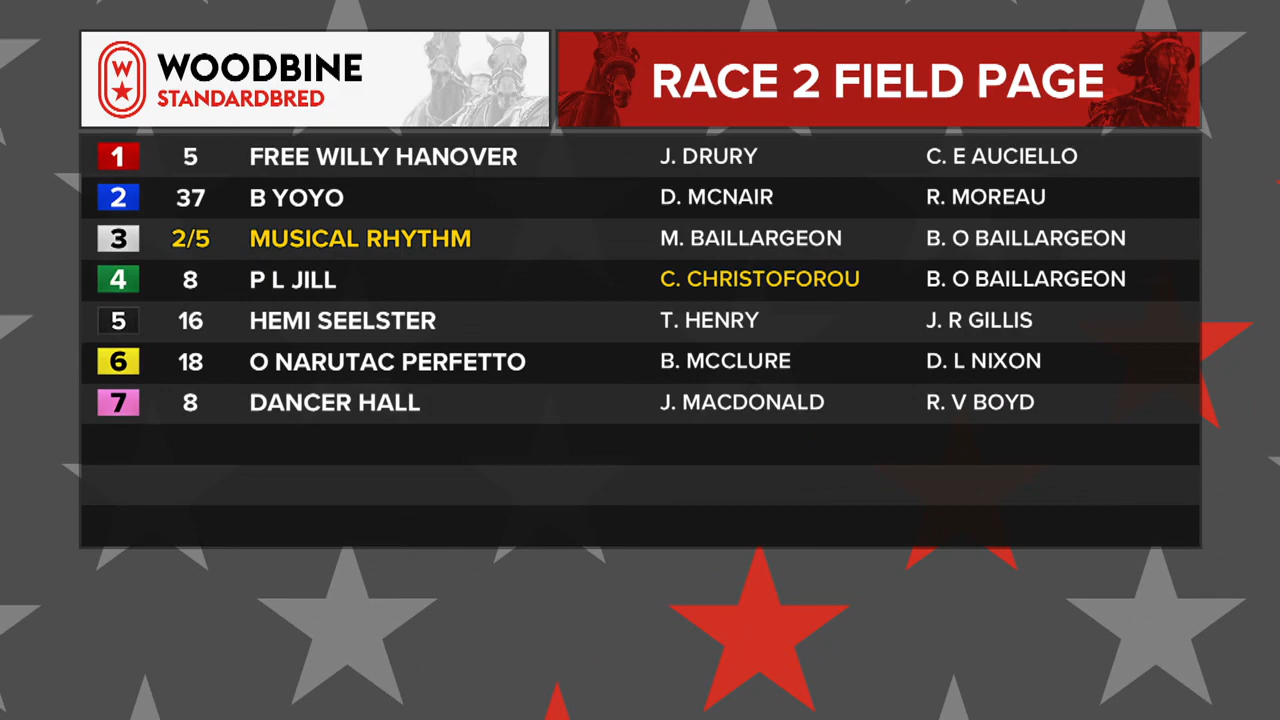 W
WOODBINE
STANDARDBRED
RACE 2 FIELD PAGE
1 5 FREE WILLY HANOVER J. DRURY C. E AUCIELLO
2 37 B YOYO D. MCNAIR R. MOREAU
3 2/5 MUSICAL RHYTHM M. BAILLARGEON B. O BAILLARGEON
4 8 P L JILL C. CHRISTOFOROU B. O BAILLARGEON
5 16 HEMI SEELSTER T. HENRY J. R GILLIS
6 18 O NARUTAC PERFETTO B. MCCLURE D. L NIXON
7 8 DANCER HALL J. MACDONALD R. V BOYD